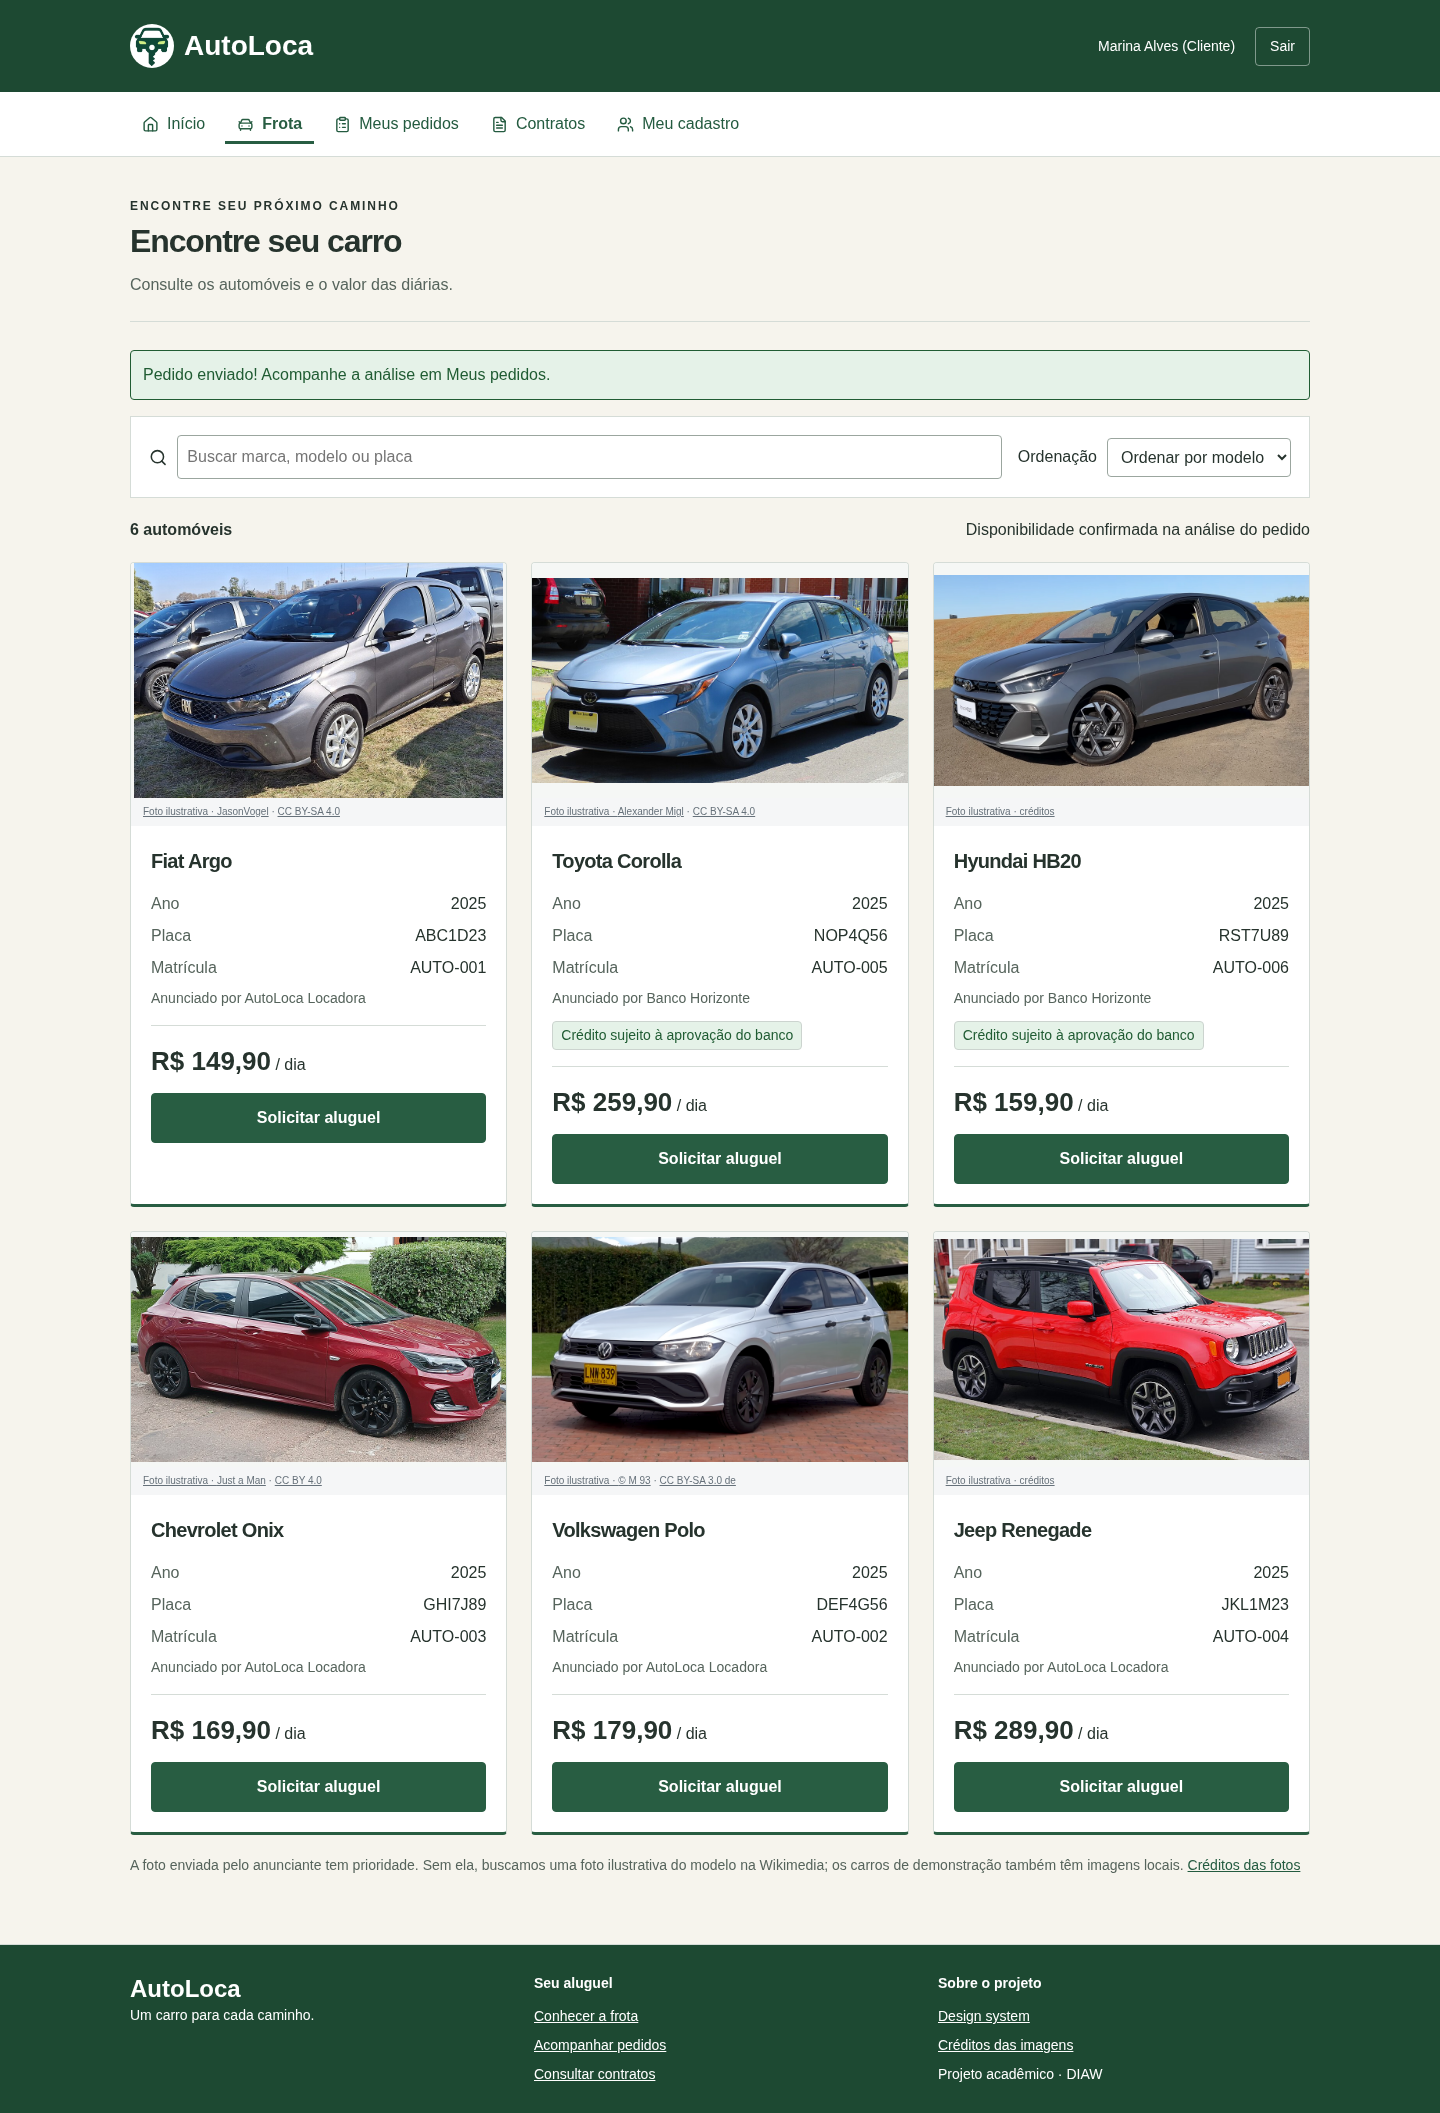 AutoLoca
Marina Alves (Cliente)
Sair
Início
Frota
Meus pedidos
Contratos
Meu cadastro
ENCONTRE SEU PRÓXIMO CAMINHO
Encontre seu carro
Consulte os automóveis e o valor das diárias.
Pedido enviado! Acompanhe a análise em Meus pedidos.
Buscar marca, modelo ou placa
Ordenação
Ordenar por modelo
6 automóveis
Disponibilidade confirmada na análise do pedido
Foto ilustrativa · JasonVogel · CC BY-SA 4.0
Fiat Argo
Ano 2025
Placa ABC1D23
Matrícula AUTO-001
Anunciado por AutoLoca Locadora
R$ 149,90 / dia
Solicitar aluguel
Foto ilustrativa · Alexander Migl · CC BY-SA 4.0
Toyota Corolla
Ano 2025
Placa NOP4Q56
Matrícula AUTO-005
Anunciado por Banco Horizonte
Crédito sujeito à aprovação do banco
R$ 259,90 / dia
Solicitar aluguel
Foto ilustrativa · créditos
Hyundai HB20
Ano 2025
Placa RST7U89
Matrícula AUTO-006
Anunciado por Banco Horizonte
Crédito sujeito à aprovação do banco
R$ 159,90 / dia
Solicitar aluguel
Foto ilustrativa · Just a Man · CC BY 4.0
Chevrolet Onix
Ano 2025
Placa GHI7J89
Matrícula AUTO-003
Anunciado por AutoLoca Locadora
R$ 169,90 / dia
Solicitar aluguel
LNW 839
Foto ilustrativa · © M 93 · CC BY-SA 3.0 de
Volkswagen Polo
Ano 2025
Placa DEF4G56
Matrícula AUTO-002
Anunciado por AutoLoca Locadora
R$ 179,90 / dia
Solicitar aluguel
Foto ilustrativa · créditos
Jeep Renegade
Ano 2025
Placa JKL1M23
Matrícula AUTO-004
Anunciado por AutoLoca Locadora
R$ 289,90 / dia
Solicitar aluguel
A foto enviada pelo anunciante tem prioridade. Sem ela, buscamos uma foto ilustrativa do modelo na Wikimedia; os carros de demonstração também têm imagens locais. Créditos das fotos
AutoLoca
Um carro para cada caminho.
Seu aluguel
Conhecer a frota
Acompanhar pedidos
Consultar contratos
Sobre o projeto
Design system
Créditos das imagens
Projeto acadêmico · DIAW